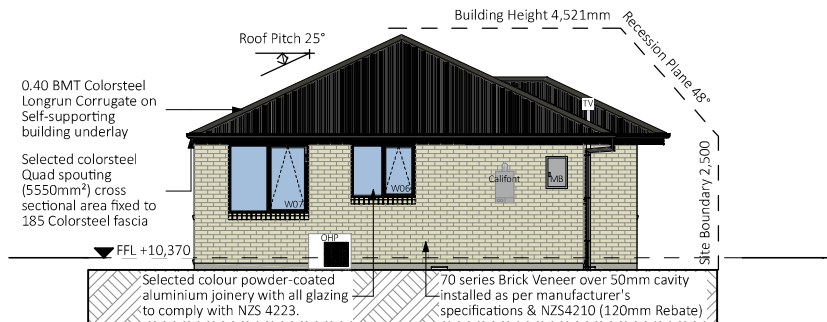 Building Height 4,521mm
Recession Plane 48°
Roof Pitch 25°
0.40 BMT Colorsteel
Longrun Corrugate on
Self-supporting
building underlay
TV
Selected colorsteel
Quad spouting
(5550mm²) cross
sectional area fixed to
185 Colorsteel fascia
W07
W06
Califont
MB
Site Boundary 2,500
OHP
FFL +10,370
Selected colour powder-coated
aluminium joinery with all glazing
to comply with NZS 4223.
70 series Brick Veneer over 50mm cavity
installed as per manufacturer's
specifications & NZS4210 (120mm Rebate)